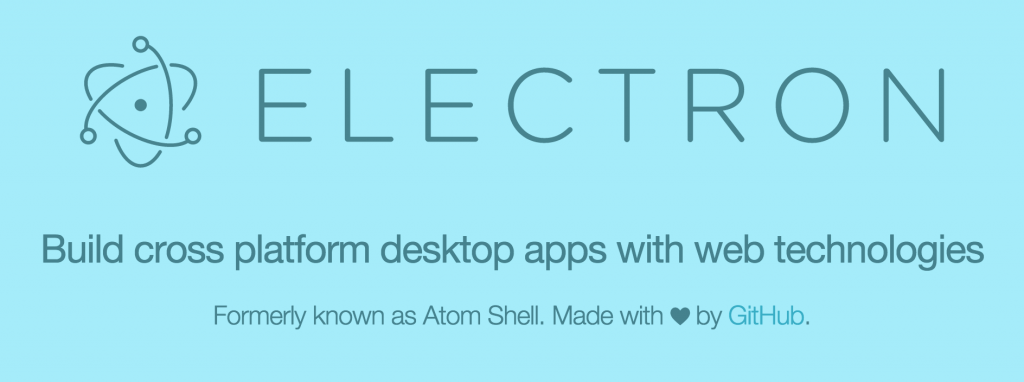 ELECTRON
Build cross platform desktop apps with web technologies
Formerly known as Atom Shell. Made with ♥ by GitHub.